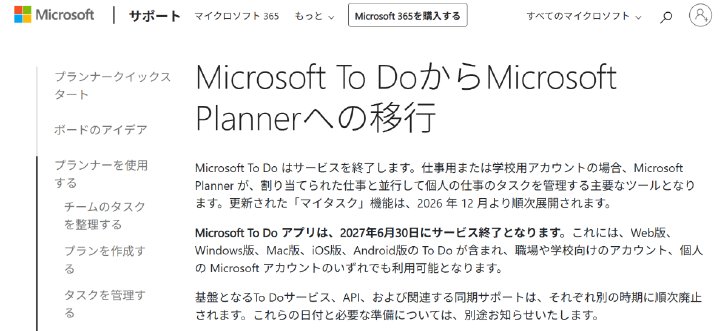 Microsoft サポート マイクロソフト 365 もっと Microsoft 365を購入する すべてのマイクロソフト
プランナークイックス
タート
ボードのアイデア
プランナーを使用
する
チームのタスク
を整理する
プランを作成す
る
タスクを管理す
る
Microsoft To DoからMicrosoft
Plannerへの移行
Microsoft To Do はサービスを終了します。仕事用または学校用アカウントの場合、Microsoft
Planner が、割り当てられた仕事と並行して個人の仕事のタスクを管理する主要なツールとなり
ます。更新された「マイタスク」機能は、2026 年 12 月より順次展開されます。
Microsoft To Do アプリは、2027年6月30日にサービス終了となります。これには、Web版、
Windows版、Mac版、iOS版、Android版の To Do が含まれ、職場や学校向けのアカウント、個人
の Microsoft アカウントのいずれでも利用可能となります。
基盤となるTo Doサービス、API、および関連する同期サポートは、それぞれ別の時期に順次廃止
されます。これらの日付と必要な準備については、別途お知らせいたします。